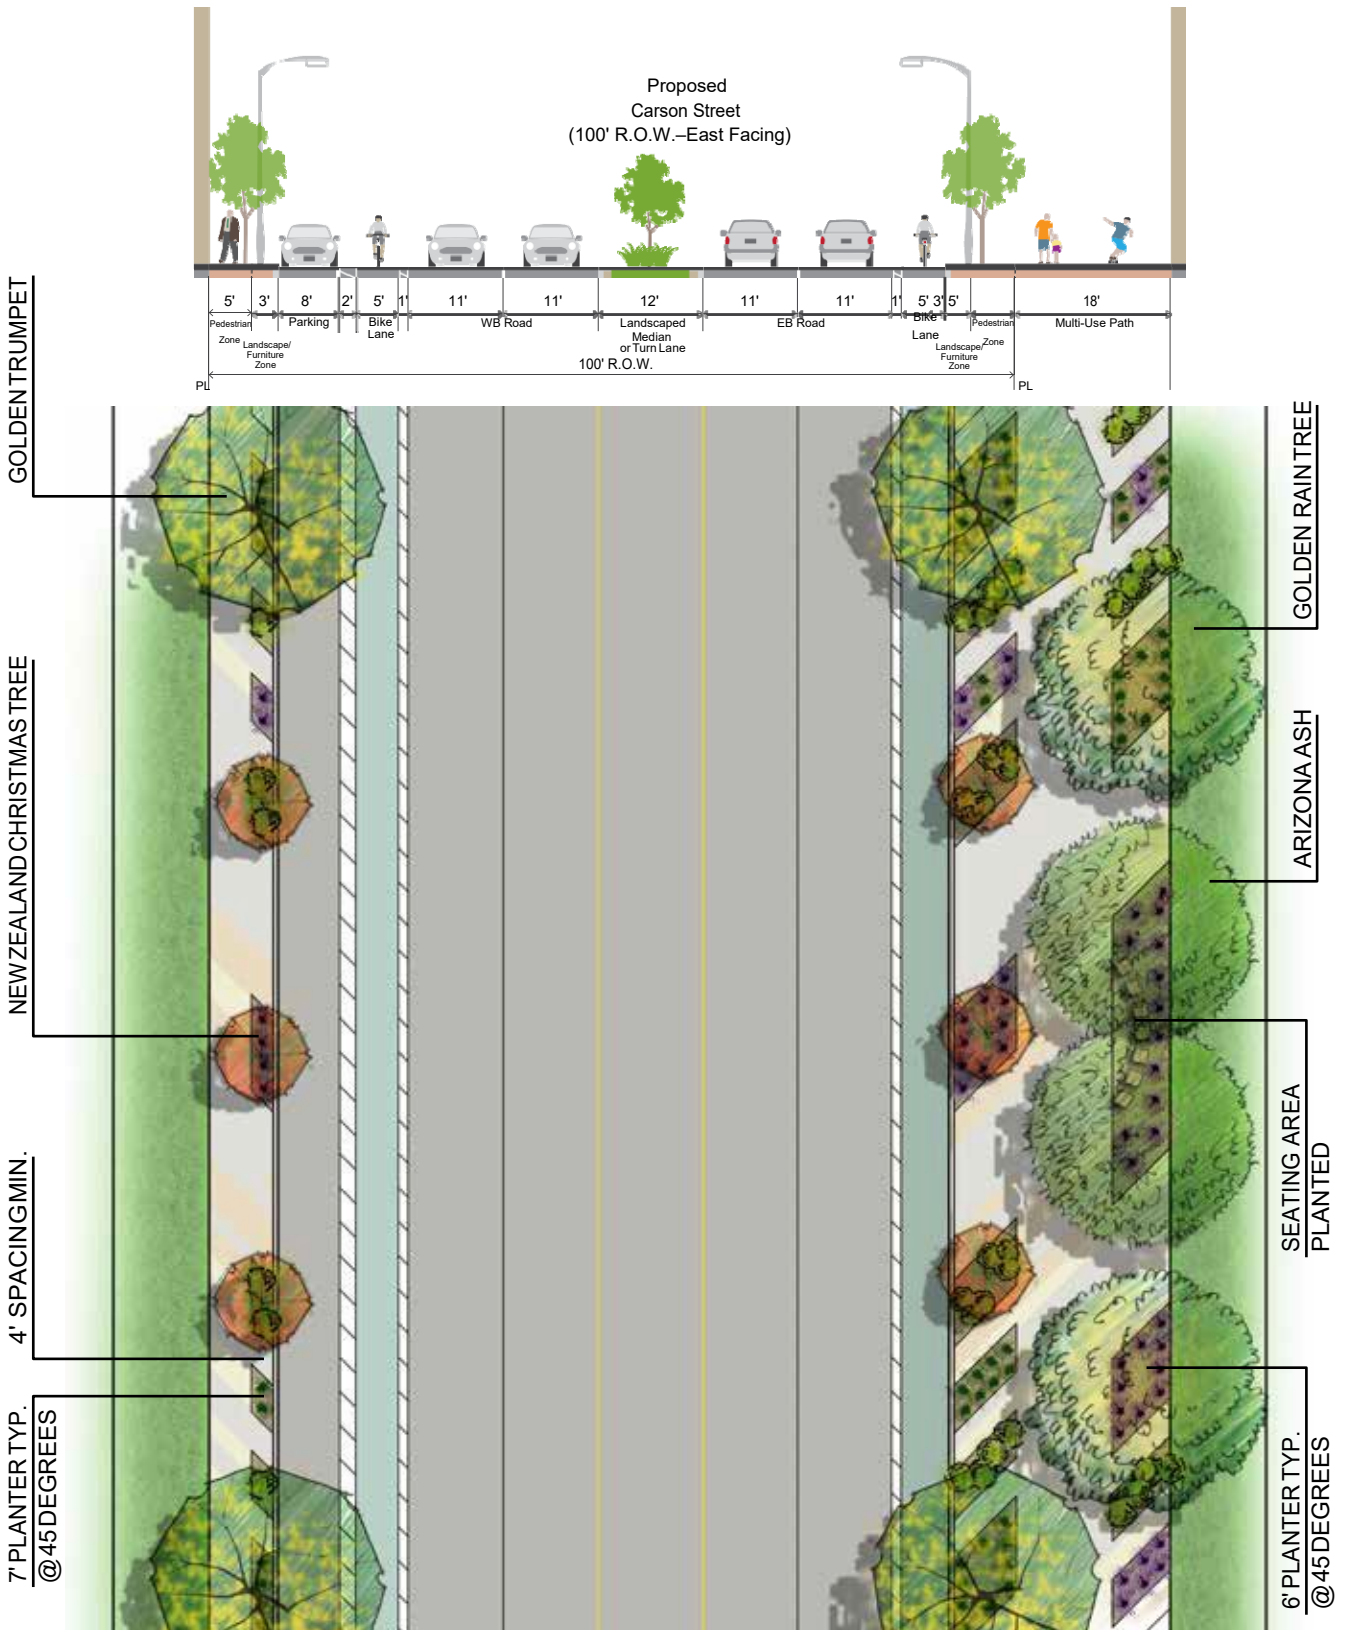 Proposed
Carson Street
(100' R.O.W.–East Facing)
5' 3' 8' 2' 5' 1' 11' 11' 12' 11' 11' 1' 5' 3' 5' 18'
Pedestrian
Zone
Landscape/
Furniture
Zone
Parking
Bike
Lane
WB Road
Landscaped
Median
or Turn Lane
EB Road
Bike
Lane
Landscape/
Furniture
Zone
Pedestrian
Zone
Multi-Use Path
100' R.O.W.
PL
PL
GOLDEN TRUMPET
NEW ZEALAND CHRISTMAS TREE
4' SPACING MIN.
7' PLANTER TYP.
@ 45 DEGREES
GOLDEN RAIN TREE
ARIZONA ASH
SEATING AREA
PLANTED
6' PLANTER TYP.
@ 45 DEGREES